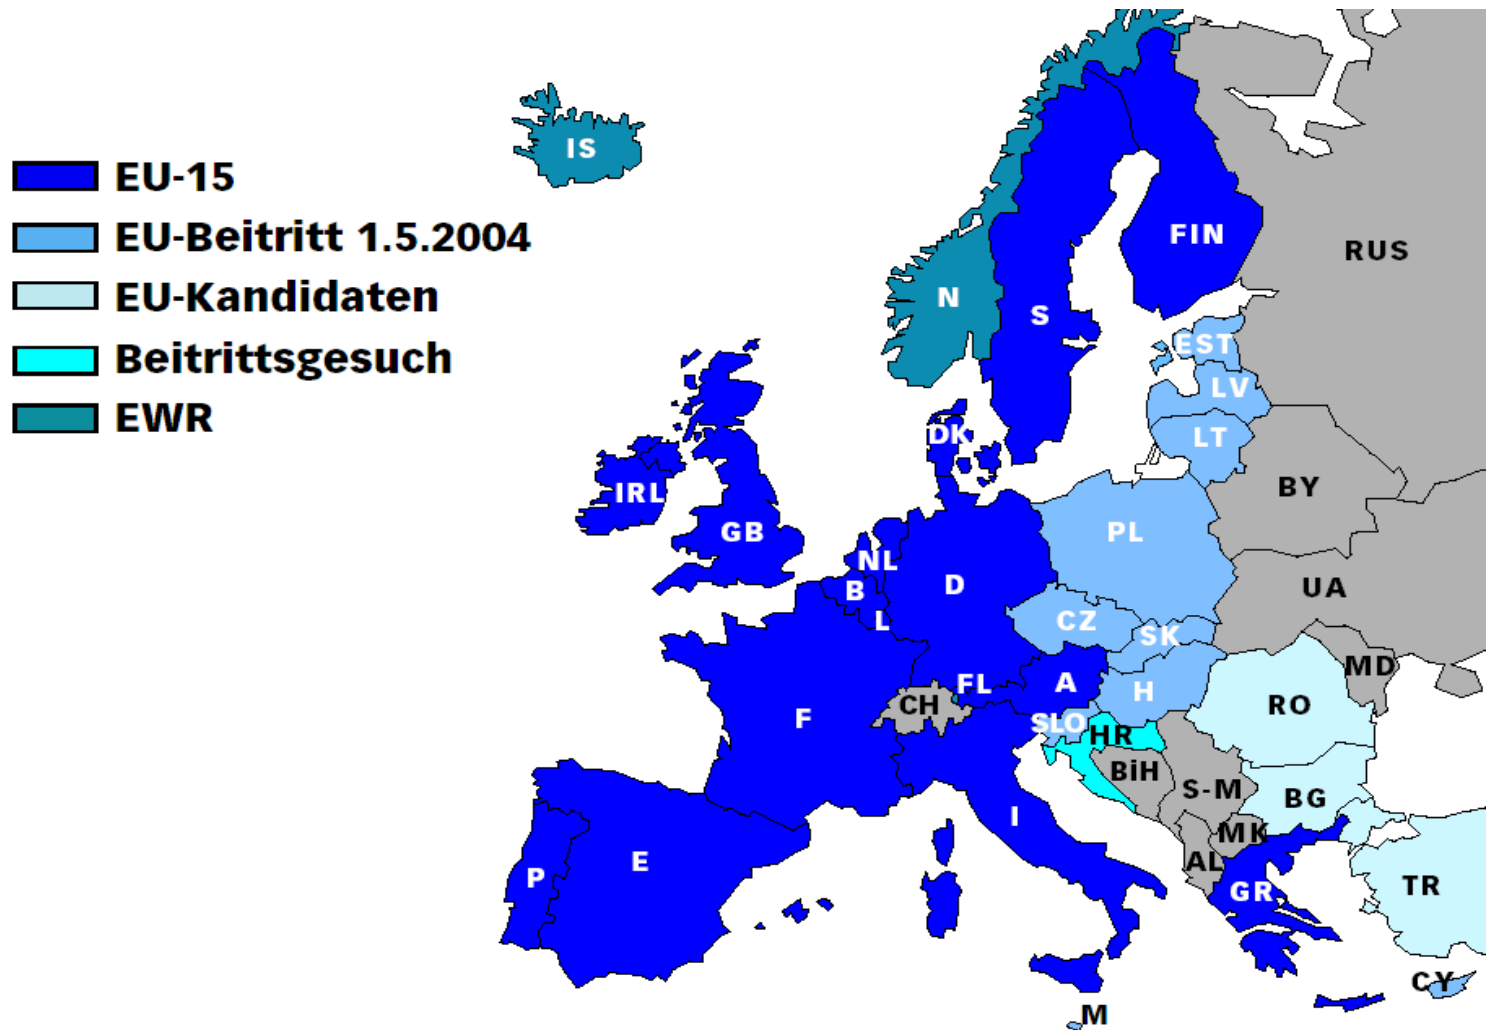 EU-15
EU-Beitritt 1.5.2004
EU-Kandidaten
Beitrittsgesuch
EWR
IS
FIN
RUS
N
S
EST
LV
DK
LT
IRL
BY
GB
PL
NL
D
B
UA
L
CZ
SK
MD
FL
A
H
CH
RO
F
SLO
HR
BiH
S-M
BG
I
MK
P
E
AL
GR
TR
CY
M